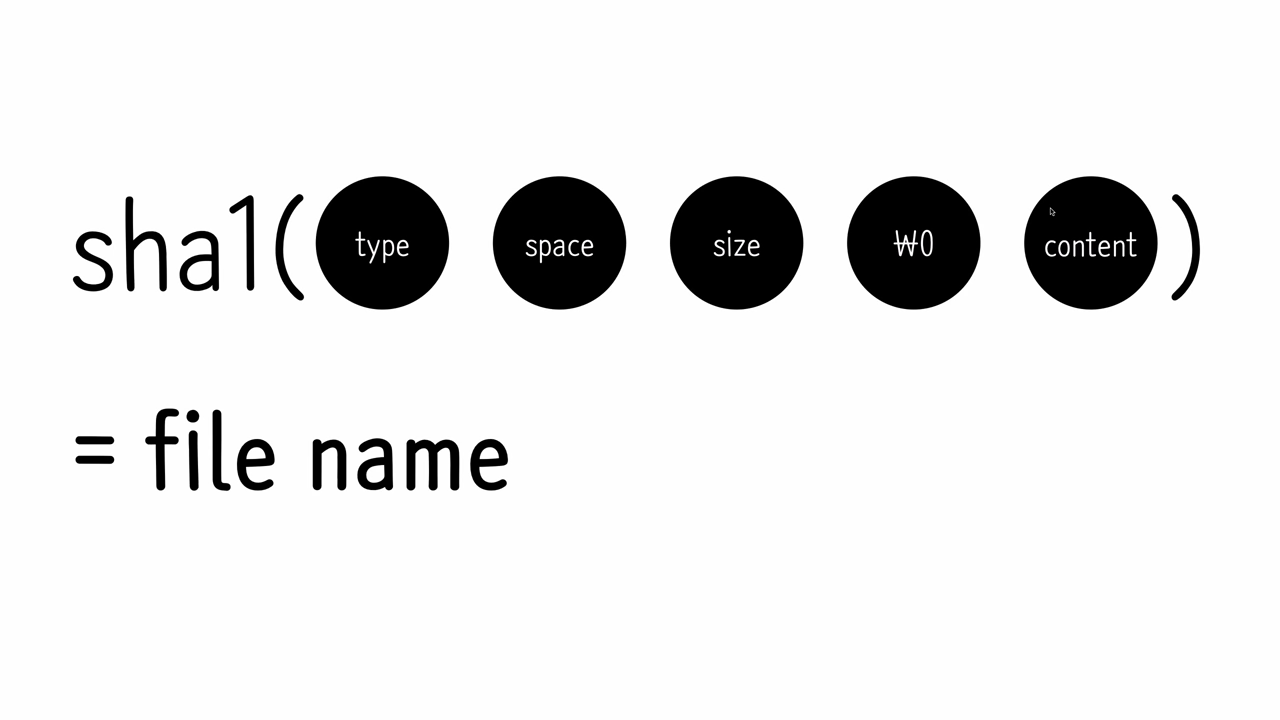 sha1( type space size ₩0 content )
= file name